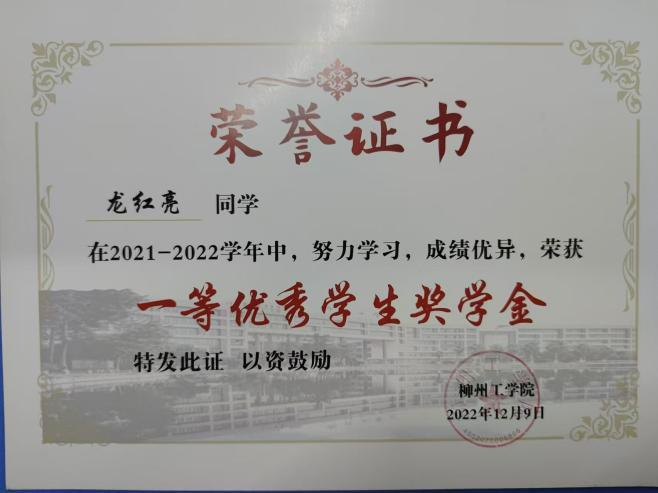 荣誉证书
龙红亮 同学
在2021-2022学年中，努力学习，成绩优异，荣获
一等优秀学生奖学金
特发此证 以资鼓励
柳州工学院
2022年12月9日